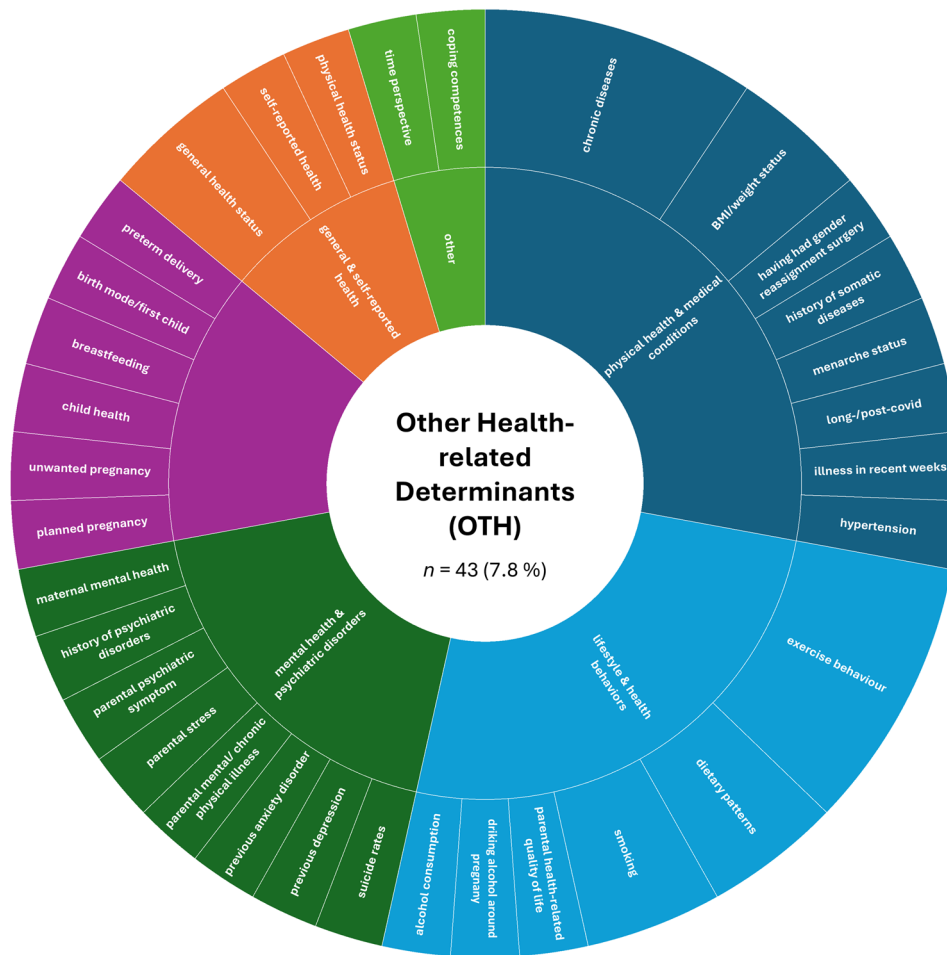 Other Health-
related
Determinants
(OTH)
n = 43 (7.8 %)
physical health & medical
conditions
chronic diseases
BMI/weight status
having had gender
reassignment surgery
history of somatic
diseases
menarche status
long-/post-covid
illness in recent weeks
hypertension
lifestyle & health
behaviors
exercise behaviour
dietary patterns
smoking
parental health-related
quality of life
driking alcohol around
pregnany
alcohol consumption
mental health &
psychiatric disorders
suicide rates
previous depression
previous anxiety disorder
parental mental/ chronic
physical illness
parental stress
parental psychiatric
symptom
history of psychiatric
disorders
maternal mental health
planned pregnancy
unwanted pregnancy
child health
breastfeeding
birth mode/first child
preterm delivery
general & self-reported
health
general health status
self-reported health
physical health status
other
time perspective
coping competences